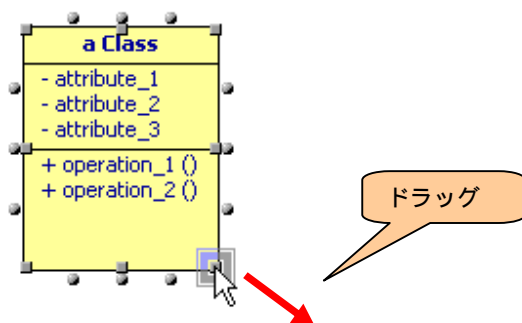 a Class
- attribute_1
- attribute_2
- attribute_3
+ operation_1 ()
+ operation_2 ()
ドラッグ